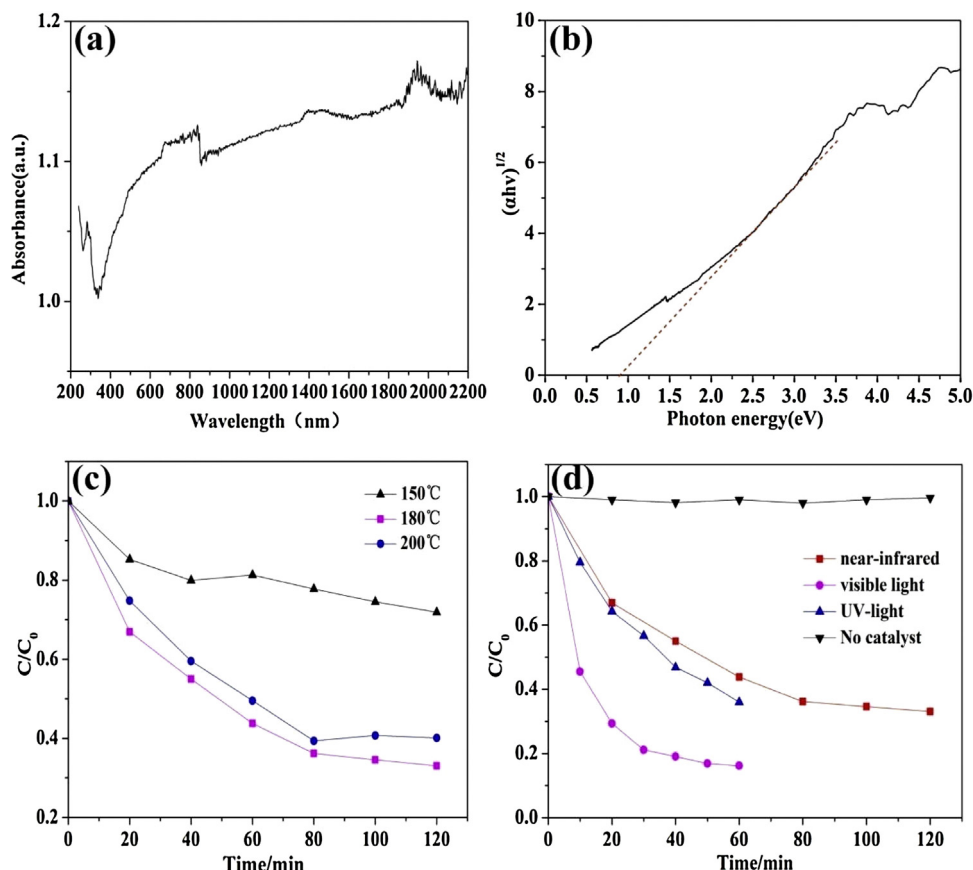 (a)
1.2
1.1
1.0
Absorbance(a.u.)
200 400 600 800 1000 1200 1400 1600 1800 2000 2200
Wavelength（nm）
(b)
10
8
6
4
2
0
(αhν)1/2
0.0 0.5 1.0 1.5 2.0 2.5 3.0 3.5 4.0 4.5 5.0
Photon energy(eV)
(c)
150℃
180℃
200℃
1.0
0.8
0.6
0.4
0.2
C/C0
0 20 40 60 80 100 120
Time/min
(d)
near-infrared
visible light
UV-light
No catalyst
1.0
0.8
0.6
0.4
0.2
0.0
C/C0
0 20 40 60 80 100 120
Time/min